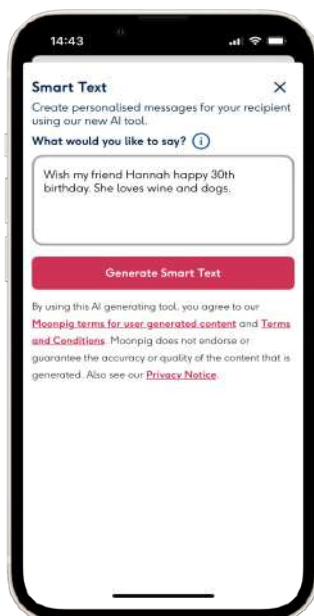 14:43
Smart Text
Create personalised messages for your recipient
using our new AI tool.
What would you like to say?
Wish my friend Hannah happy 30th
birthday. She loves wine and dogs.
Generate Smart Text
By using this AI generating tool, you agree to our
Moonpig terms for user generated content and Terms
and Conditions. Moonpig does not endorse or
guarantee the accuracy or quality of the content that is
generated. Also see our Privacy Notice.